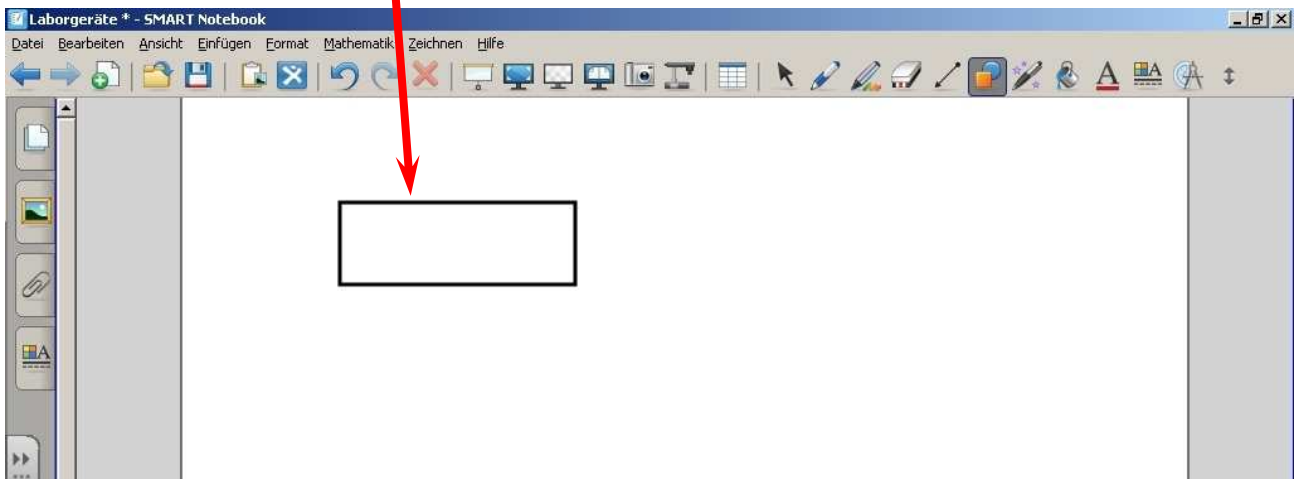 Laborgeräte * - SMART Notebook
Datei Bearbeiten Ansicht Einfügen Format Mathematik Zeichnen Hilfe